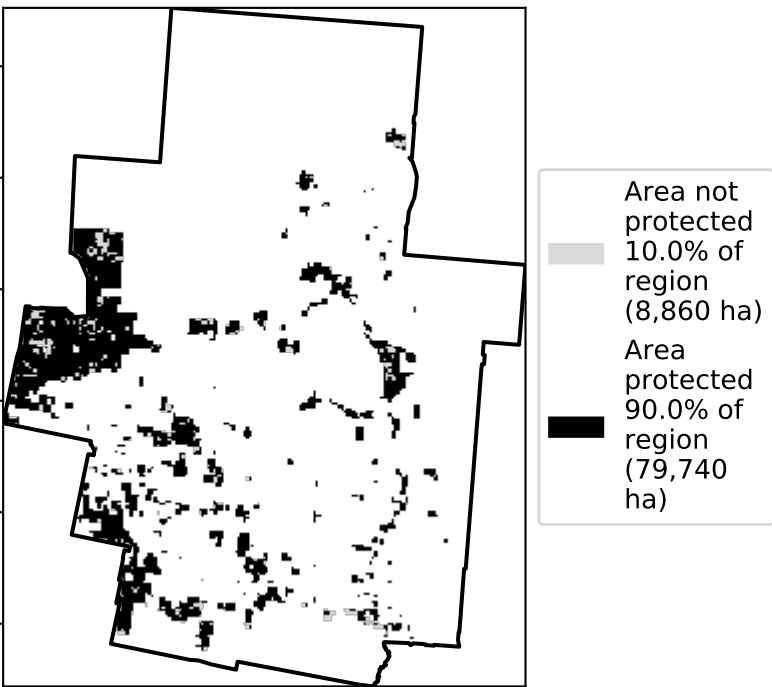 Area not
protected
10.0% of
region
(8,860 ha)
Area
protected
90.0% of
region
(79,740
ha)